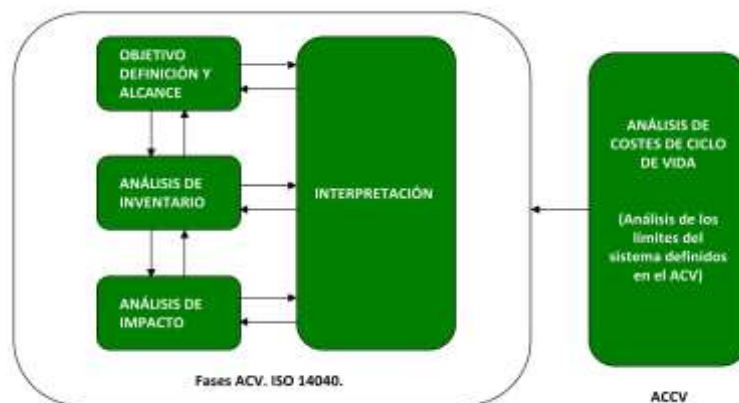 OBJETIVO
DEFINICIÓN Y
ALCANCE
ANÁLISIS DE
INVENTARIO
ANÁLISIS DE
IMPACTO
INTERPRETACIÓN
Fases ACV. ISO 14040.
ANÁLISIS DE
COSTES DE CICLO
DE VIDA
(Análisis de los
límites del
sistema definidos
en el ACV)
ACCV